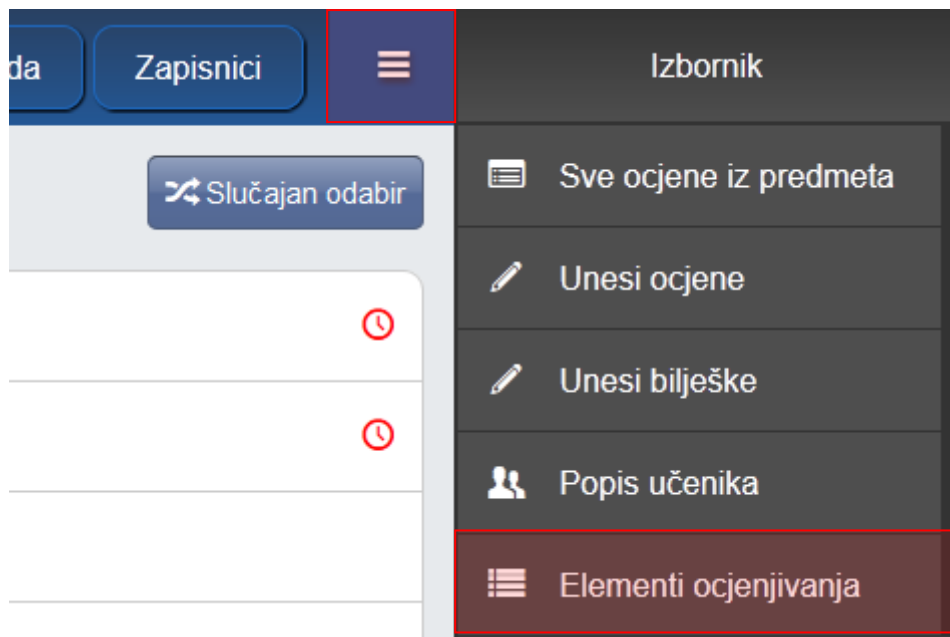 da
Zapisnici
Izbornik
Slučajan odabir
Sve ocjene iz predmeta
Unesi ocjene
Unesi bilješke
Popis učenika
Elementi ocjenjivanja